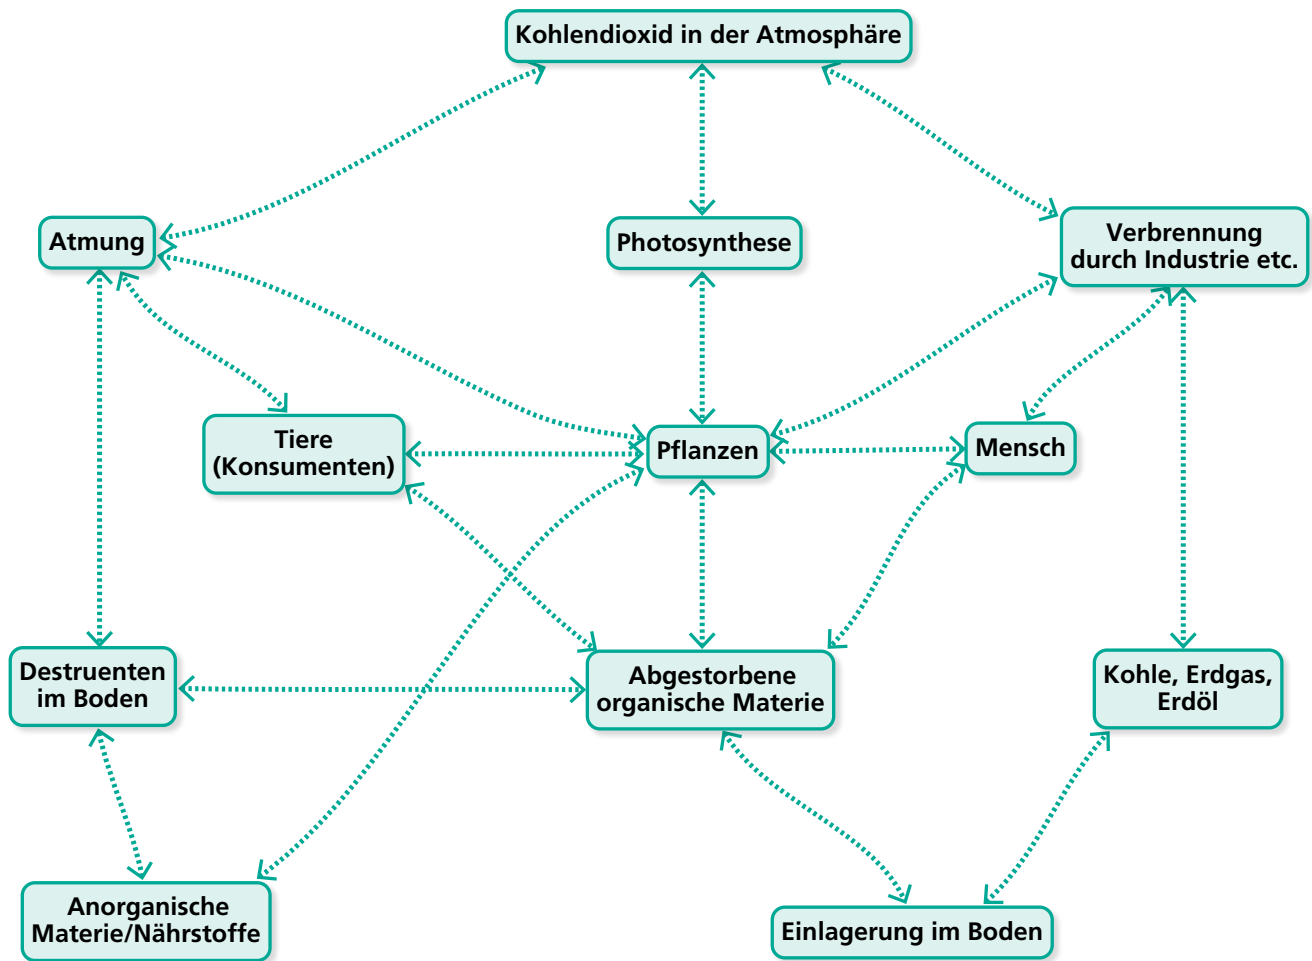 Kohlendioxid in der Atmosphäre
Atmung
Photosynthese
Verbrennung
durch Industrie etc.
Tiere
(Konsumenten)
Pflanzen
Mensch
Destruenten
im Boden
Abgestorbene
organische Materie
Kohle, Erdgas,
Erdöl
Anorganische
Materie/Nährstoffe
Einlagerung im Boden